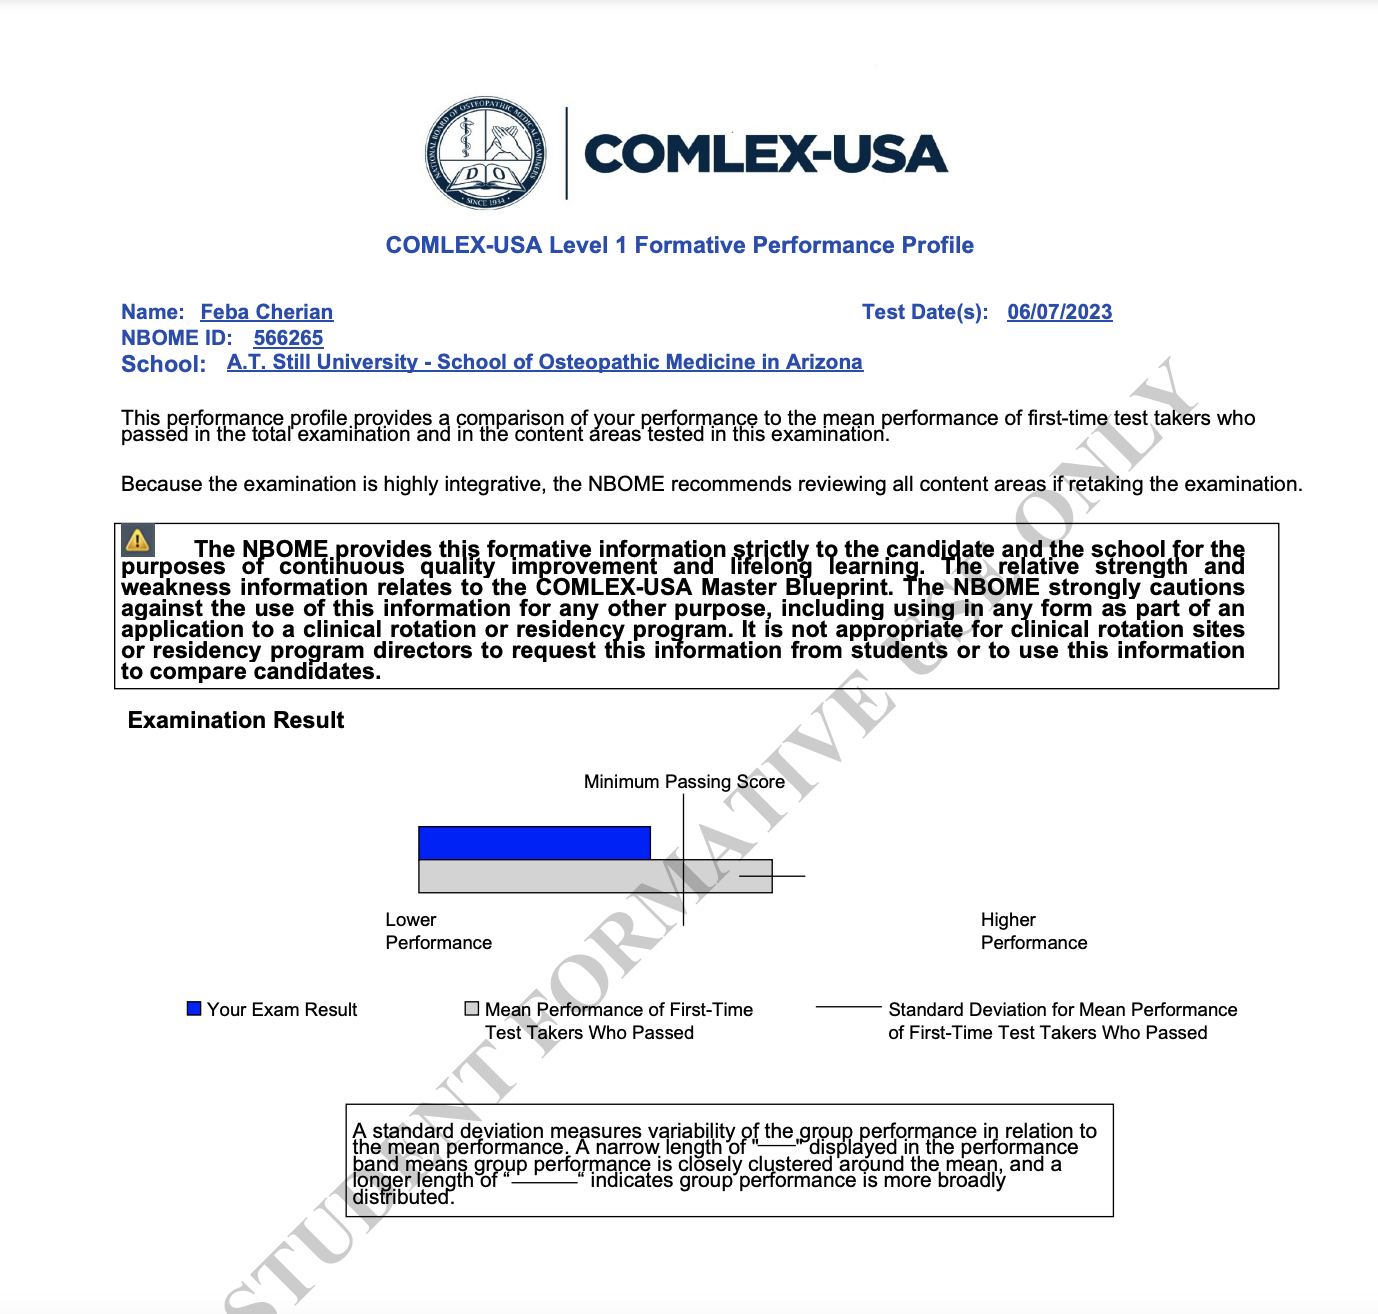 NATIONAL BOARD OF OSTEOPATHIC MEDICAL EXAMINERS
D O
• SINCE 1934 •
COMLEX-USA
COMLEX-USA Level 1 Formative Performance Profile
Name: Feba Cherian
Test Date(s): 06/07/2023
NBOME ID: 566265
School: A.T. Still University - School of Osteopathic Medicine in Arizona
This performance profile provides a comparison of your performance to the mean performance of first-time test takers who
passed in the total examination and in the content areas tested in this examination.
Because the examination is highly integrative, the NBOME recommends reviewing all content areas if retaking the examination.
The NBOME provides this formative information strictly to the candidate and the school for the
purposes of continuous quality improvement and lifelong learning. The relative strength and
weakness information relates to the COMLEX-USA Master Blueprint. The NBOME strongly cautions
against the use of this information for any other purpose, including using in any form as part of an
application to a clinical rotation or residency program. It is not appropriate for clinical rotation sites
or residency program directors to request this information from students or to use this information
to compare candidates.
Examination Result
Minimum Passing Score
Lower
Performance
Higher
Performance
Your Exam Result
Mean Performance of First-Time
Test Takers Who Passed
Standard Deviation for Mean Performance
of First-Time Test Takers Who Passed
A standard deviation measures variability of the group performance in relation to
the mean performance. A narrow length of "___" displayed in the performance
band means group performance is closely clustered around the mean, and a
longer length of “______“ indicates group performance is more broadly
distributed.
STUDENT FORMATIVE USE ONLY